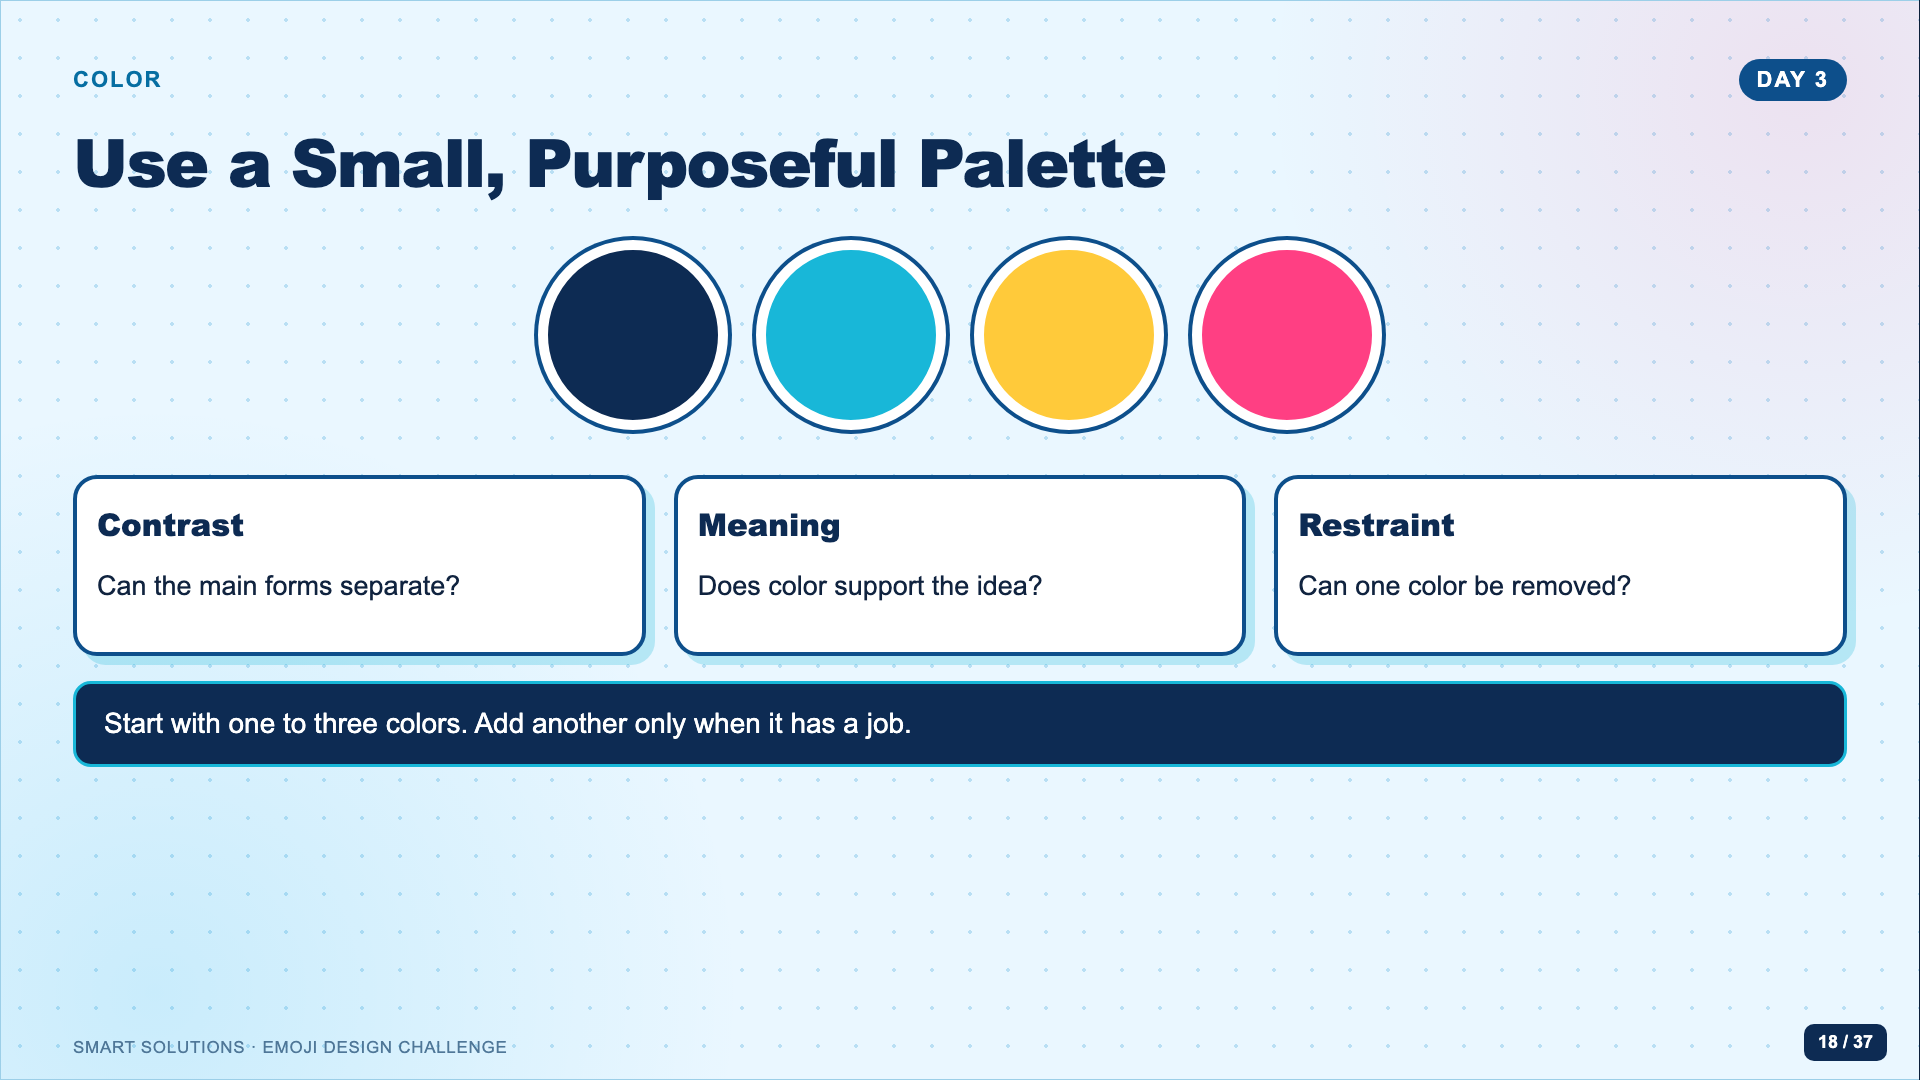 COLOR
DAY 3
Use a Small, Purposeful Palette
Contrast
Can the main forms separate?
Meaning
Does color support the idea?
Restraint
Can one color be removed?
Start with one to three colors. Add another only when it has a job.
SMART SOLUTIONS · EMOJI DESIGN CHALLENGE
18 / 37